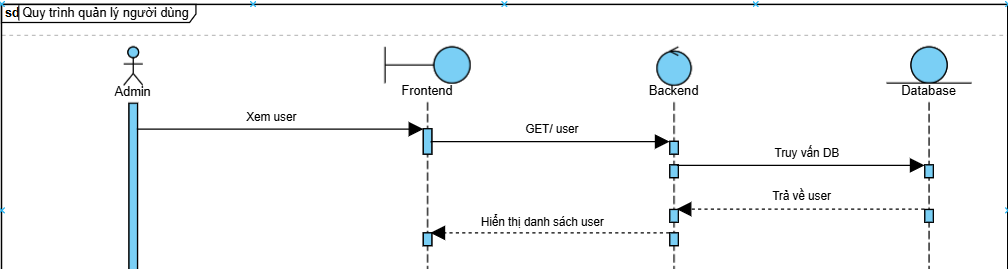 sd Quy trình quản lý người dùng
Admin
Frontend
Backend
Database
Xem user
GET/ user
Truy vấn DB
Trả về user
Hiển thị danh sách user